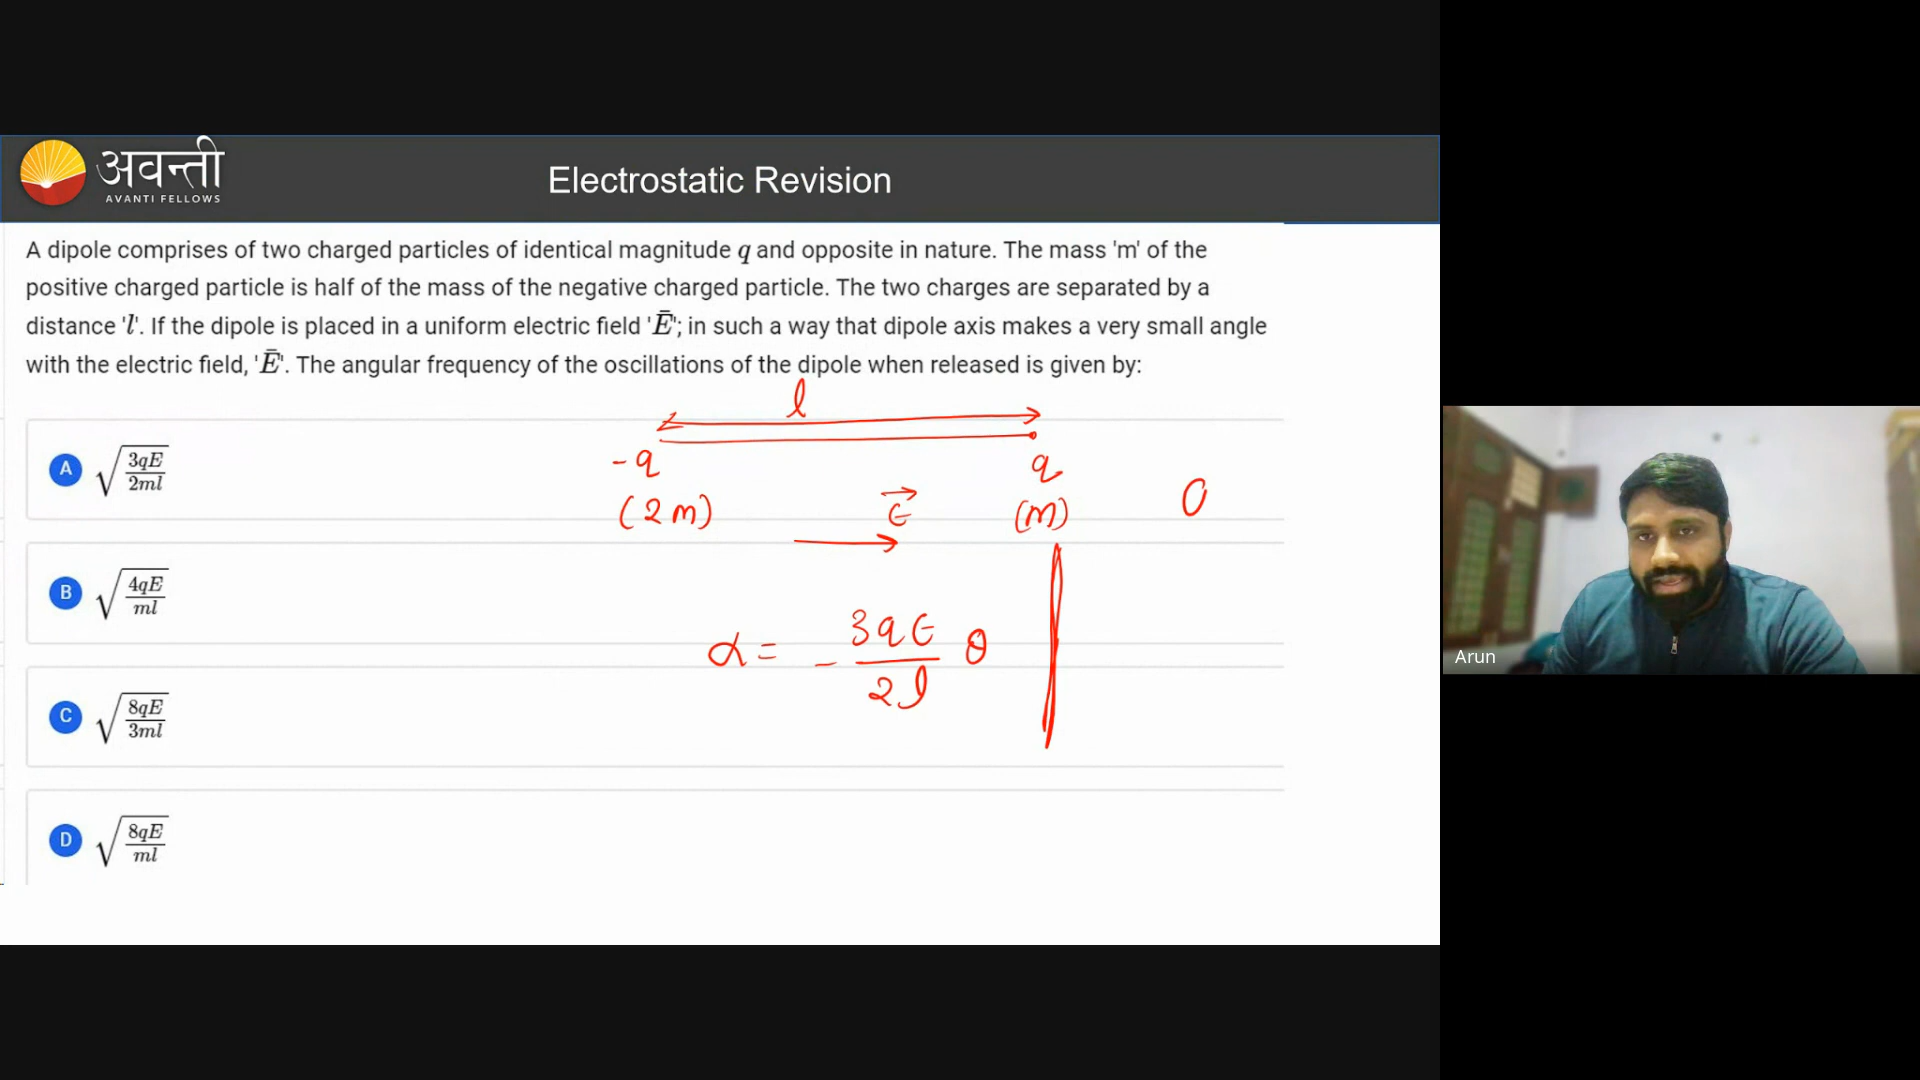 अवन्ती
AVANTI FELLOWS
Electrostatic Revision
A dipole comprises of two charged particles of identical magnitude q and opposite in nature. The mass 'm' of the
positive charged particle is half of the mass of the negative charged particle. The two charges are separated by a
distance 'l'. If the dipole is placed in a uniform electric field 'Ē'; in such a way that dipole axis makes a very small angle
with the electric field, 'Ē'. The angular frequency of the oscillations of the dipole when released is given by:
l
-q q
(2m) E⃗ (m) 0
A √(3qE/2ml)
B √(4qE/ml)
α = - 3qE/2l θ
C √(8qE/3ml)
D √(8qE/ml)
Arun